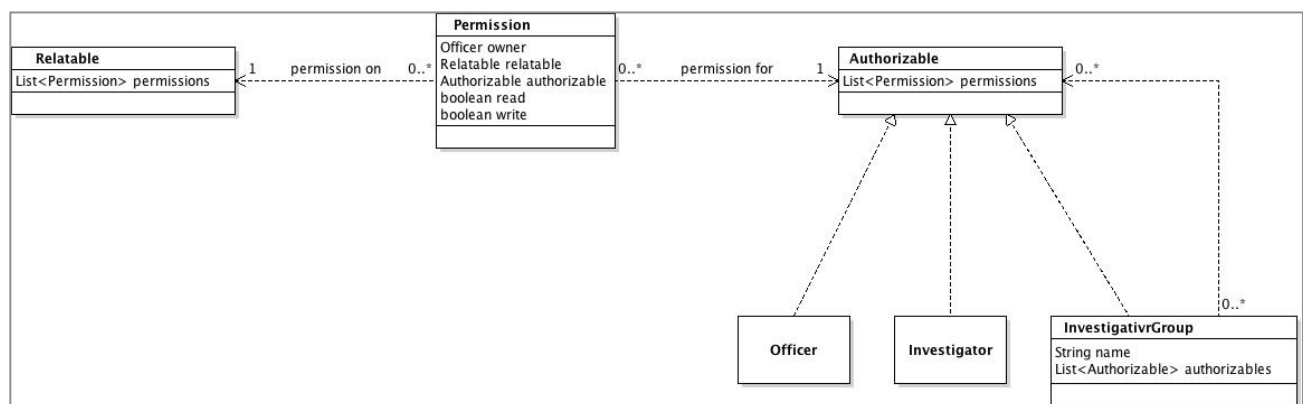 Permission
Officer owner
Relatable relatable
Authorizable authorizable
boolean read
boolean write
Relatable
List<Permission> permissions
1 permission on 0..*
0..* permission for 1
Authorizable
List<Permission> permissions
0..*
0..*
Officer
Investigator
InvestigativrGroup
String name
List<Authorizable> authorizables